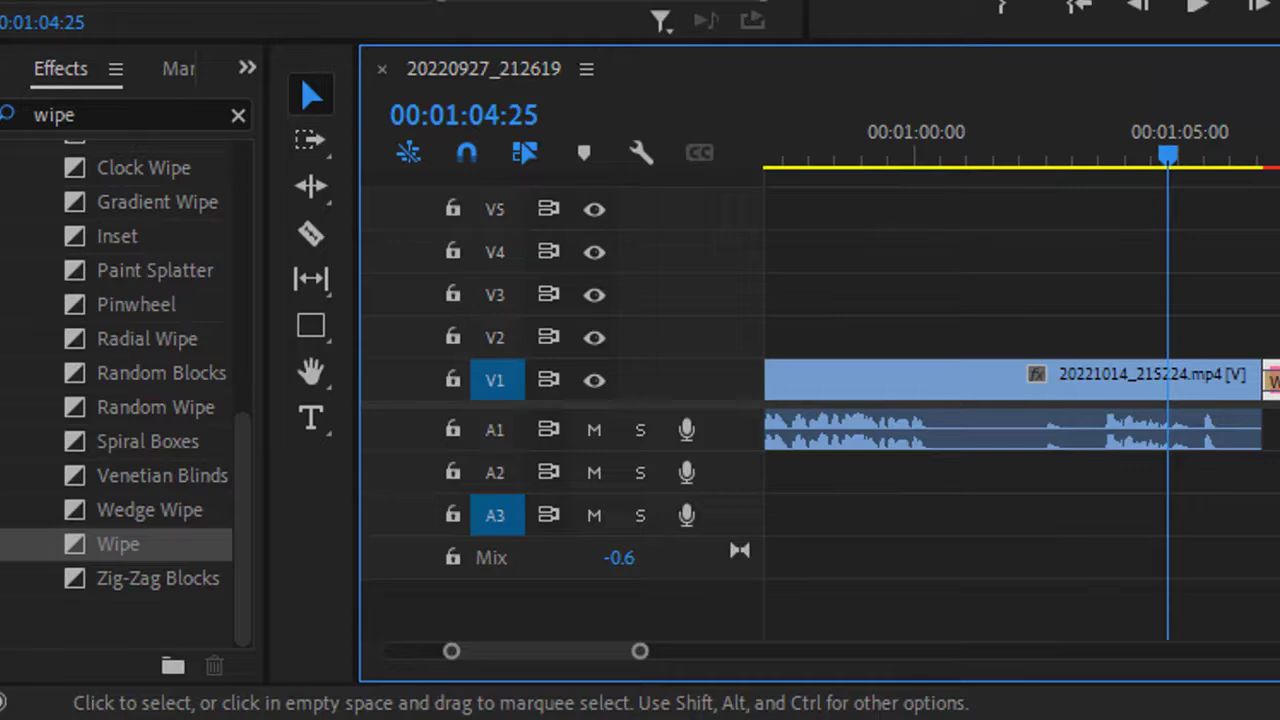 0:01:04:25
Effects
Mar
20220927_212619
wipe
00:01:04:25
00:01:00:00
00:01:05:00
Clock Wipe
Gradient Wipe
Inset
Paint Splatter
Pinwheel
Radial Wipe
Random Blocks
Random Wipe
Spiral Boxes
Venetian Blinds
Wedge Wipe
Wipe
Zig-Zag Blocks
CC
V5
V4
V3
V2
V1
fx 20221014_215224.mp4 [V]
W
A1 M S
A2 M S
A3 M S
Mix -0.6
T
Click to select, or click in empty space and drag to marquee select. Use Shift, Alt, and Ctrl for other options.